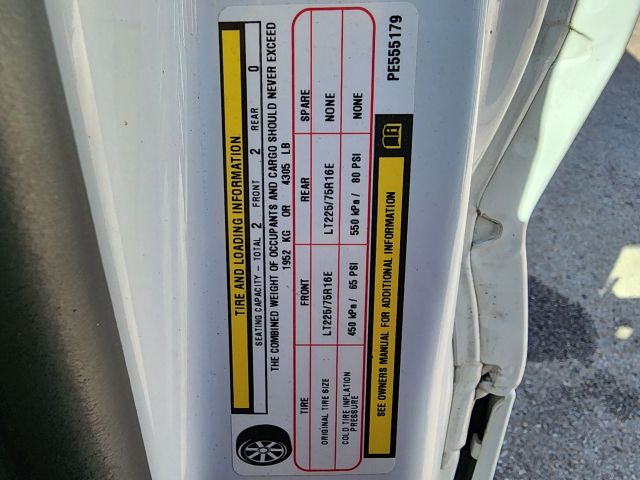 TIRE AND LOADING INFORMATION
SEATING CAPACITY – TOTAL 2 FRONT 2 REAR 0
THE COMBINED WEIGHT OF OCCUPANTS AND CARGO SHOULD NEVER EXCEED
1952 KG OR 4305 LB
TIRE FRONT REAR SPARE
ORIGINAL TIRE SIZE LT225/75R16E LT225/75R16E NONE
COLD TIRE INFLATION
PRESSURE 450 kPa / 65 PSI 550 kPa / 80 PSI NONE
SEE OWNERS MANUAL FOR ADDITIONAL INFORMATION
PE555179